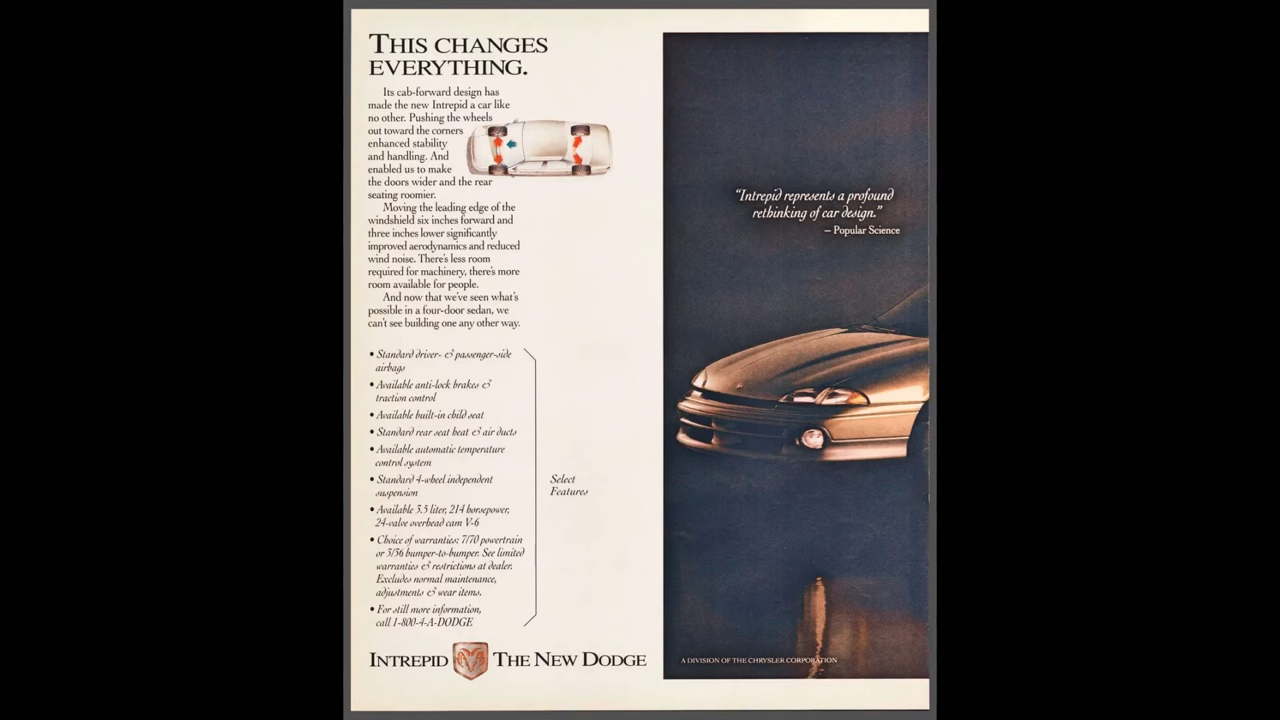 THIS CHANGES
EVERYTHING.
Its cab-forward design has
made the new Intrepid a car like
no other. Pushing the wheels
out toward the corners
enhanced stability
and handling. And
enabled us to make
the doors wider and the rear
seating roomier.
Moving the leading edge of the
windshield six inches forward and
three inches lower significantly
improved aerodynamics and reduced
wind noise. There's less room
required for machinery, there's more
room available for people.
And now that we've seen what's
possible in a four-door sedan, we
can't see building one any other way.
• Standard driver- & passenger-side
airbags
• Available anti-lock brakes &
traction control
• Available built-in child seat
• Standard rear seat heat & air ducts
• Available automatic temperature
control system
• Standard 4-wheel independent
suspension
• Available 3.5 liter, 214 horsepower,
24-valve overhead cam V-6
• Choice of warranties: 7/70 powertrain
or 3/36 bumper-to-bumper. See limited
warranties & restrictions at dealer.
Excludes normal maintenance,
adjustments & wear items.
• For still more information,
call 1-800-4-A-DODGE
Select
Features
INTREPID THE NEW DODGE
"Intrepid represents a profound
rethinking of car design."
– Popular Science
A DIVISION OF THE CHRYSLER CORPORATION